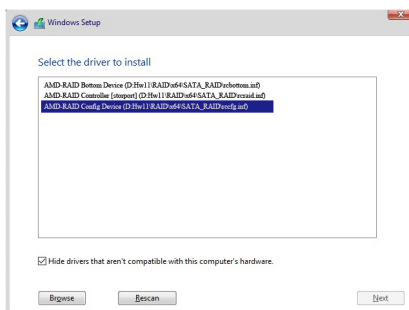 Windows Setup
Select the driver to install
AMD-RAID Bottom Device (D:Hw11\RAID\x64\SATA_RAID\rcbottom.inf)
AMD-RAID Controller [storport] (D:Hw11\RAID\x64\SATA_RAID\rcraid.inf)
AMD-RAID Config Device (D:Hw11\RAID\x64\SATA_RAID\rccfg.inf)
Hide drivers that aren't compatible with this computer's hardware.
Browse Rescan Next